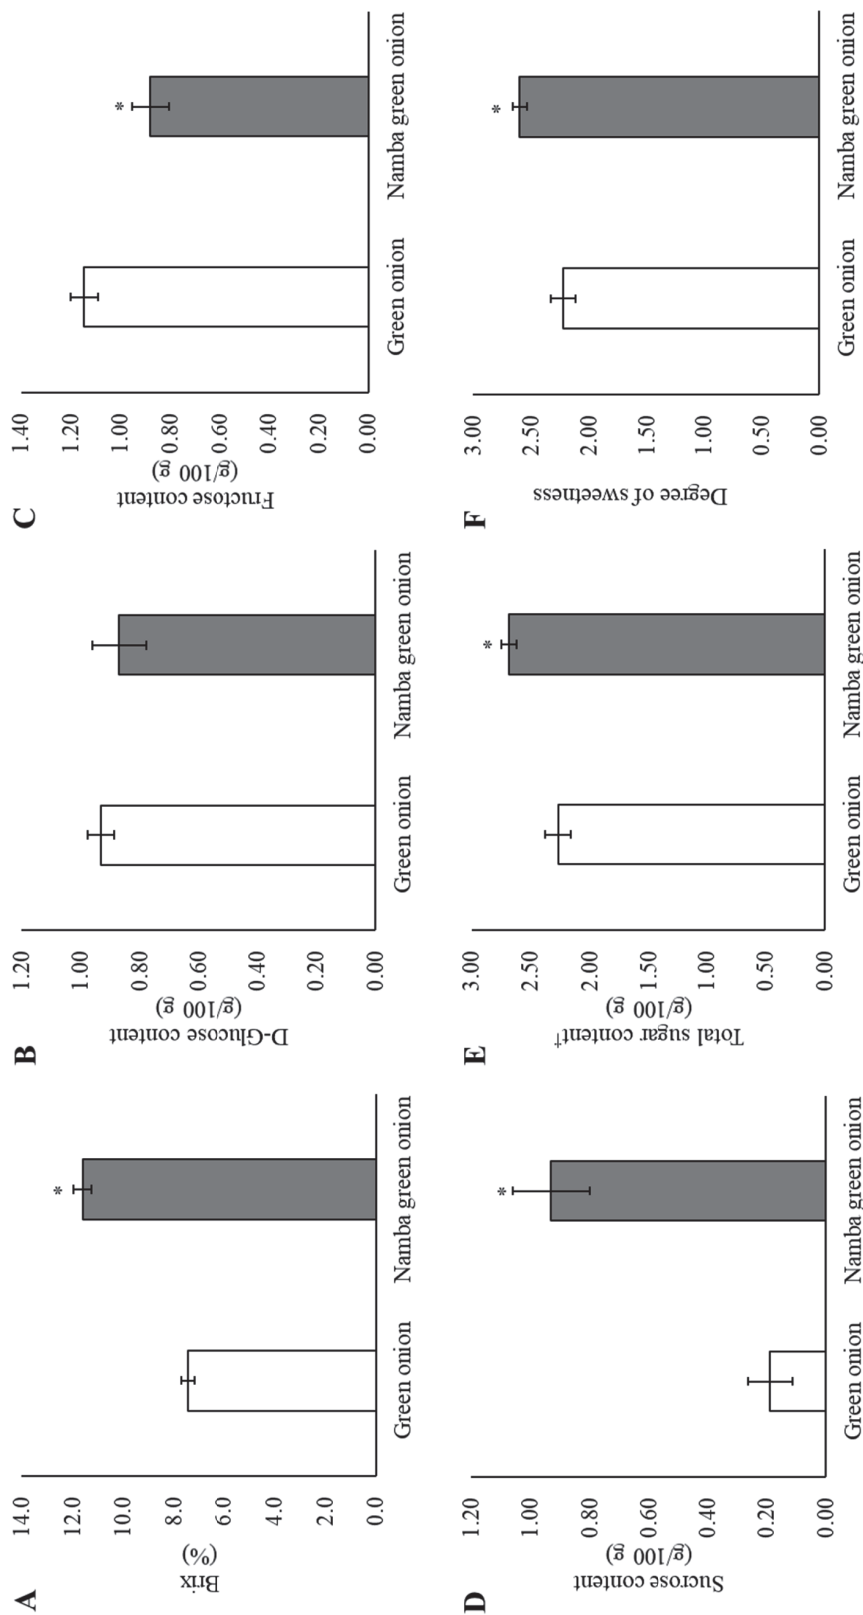 A
Brix
(%)
14.0
12.0
10.0
8.0
6.0
4.0
2.0
0.0
*
Green onion
Namba green onion
B
D-Glucose content
(g/100 g)
1.20
1.00
0.80
0.60
0.40
0.20
0.00
Green onion
Namba green onion
C
Fructose content
(g/100 g)
1.40
1.20
1.00
0.80
0.60
0.40
0.20
0.00
*
Green onion
Namba green onion
D
Sucrose content
(g/100 g)
1.20
1.00
0.80
0.60
0.40
0.20
0.00
*
Green onion
Namba green onion
E
Total sugar content†
(g/100 g)
3.00
2.50
2.00
1.50
1.00
0.50
0.00
*
Green onion
Namba green onion
F
Degree of sweetness
3.00
2.50
2.00
1.50
1.00
0.50
0.00
*
Green onion
Namba green onion